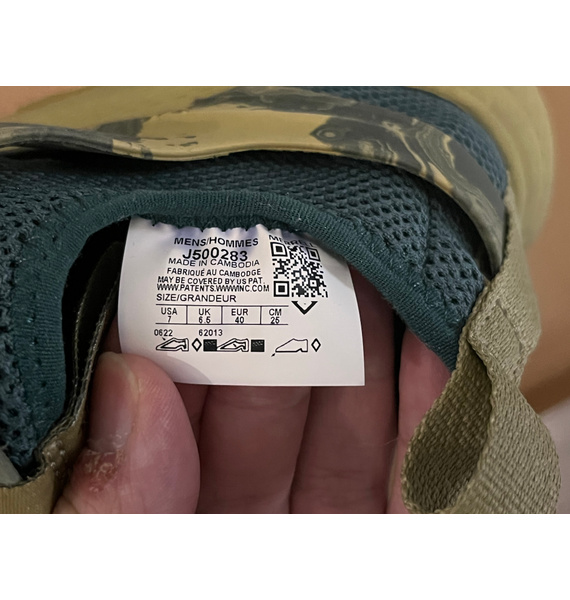 MENS/HOMMES
J500283
MADE IN CAMBODIA
FABRIQUÉ AU CAMBODGE
MAY BE COVERED BY US PAT.
WWW.PATENTS.WWWINC.COM
SIZE/GRANDEUR
USA UK EUR CM
7 6.5 40 25
0622 62013